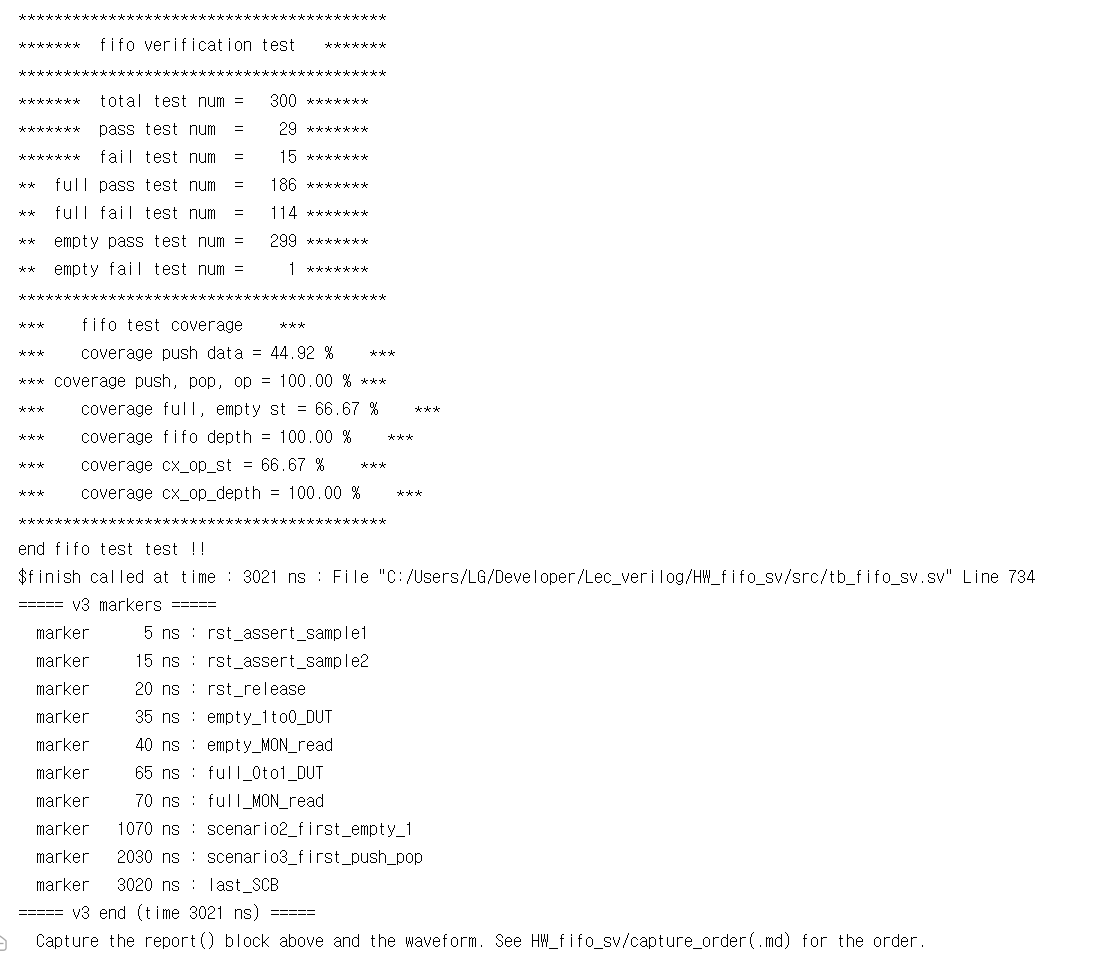 *****************************************
*******  fifo verification test   *******
*****************************************
*******  total test num =   300 *******
*******  pass test num  =    29 *******
*******  fail test num  =    15 *******
**  full pass test num  =   186 *******
**  full fail test num  =   114 *******
**  empty pass test num =   299 *******
**  empty fail test num =     1 *******
*****************************************
***    fifo test coverage    ***
***    coverage push data = 44.92 %    ***
*** coverage push, pop, op = 100.00 % ***
***    coverage full, empty st = 66.67 %    ***
***    coverage fifo depth = 100.00 %    ***
***    coverage cx_op_st = 66.67 %    ***
***    coverage cx_op_depth = 100.00 %    ***
*****************************************
end fifo test test !!
$finish called at time : 3021 ns : File "C:/Users/LG/Developer/Lec_verilog/HW_fifo_sv/src/tb_fifo_sv.sv" Line 734
===== v3 markers =====
  marker      5 ns : rst_assert_sample1
  marker     15 ns : rst_assert_sample2
  marker     20 ns : rst_release
  marker     35 ns : empty_1to0_DUT
  marker     40 ns : empty_MON_read
  marker     65 ns : full_0to1_DUT
  marker     70 ns : full_MON_read
  marker   1070 ns : scenario2_first_empty_1
  marker   2030 ns : scenario3_first_push_pop
  marker   3020 ns : last_SCB
===== v3 end (time 3021 ns) =====
  Capture the report() block above and the waveform. See HW_fifo_sv/capture_order(.md) for the order.